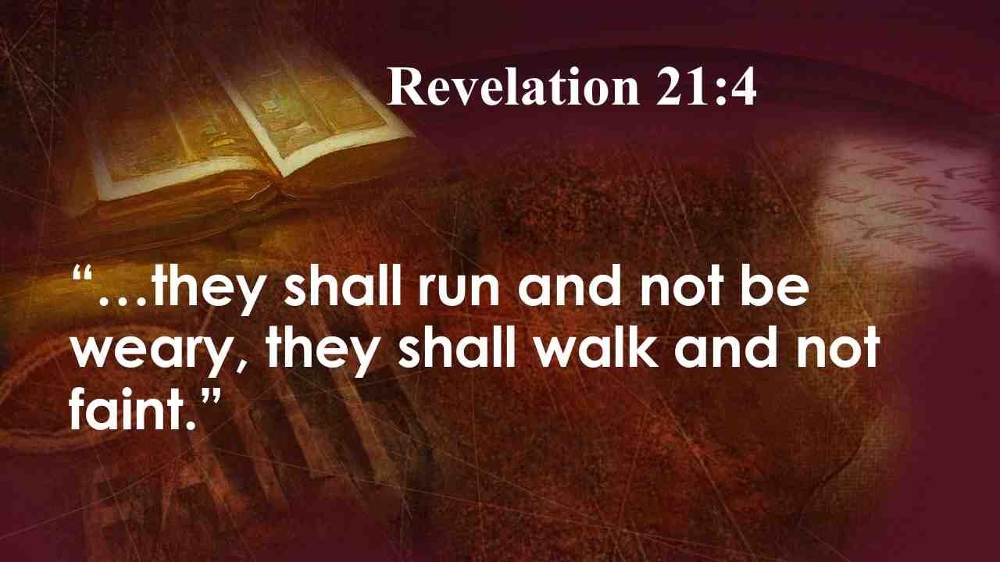 Revelation 21:4
“…they shall run and not be
weary, they shall walk and not
faint.”